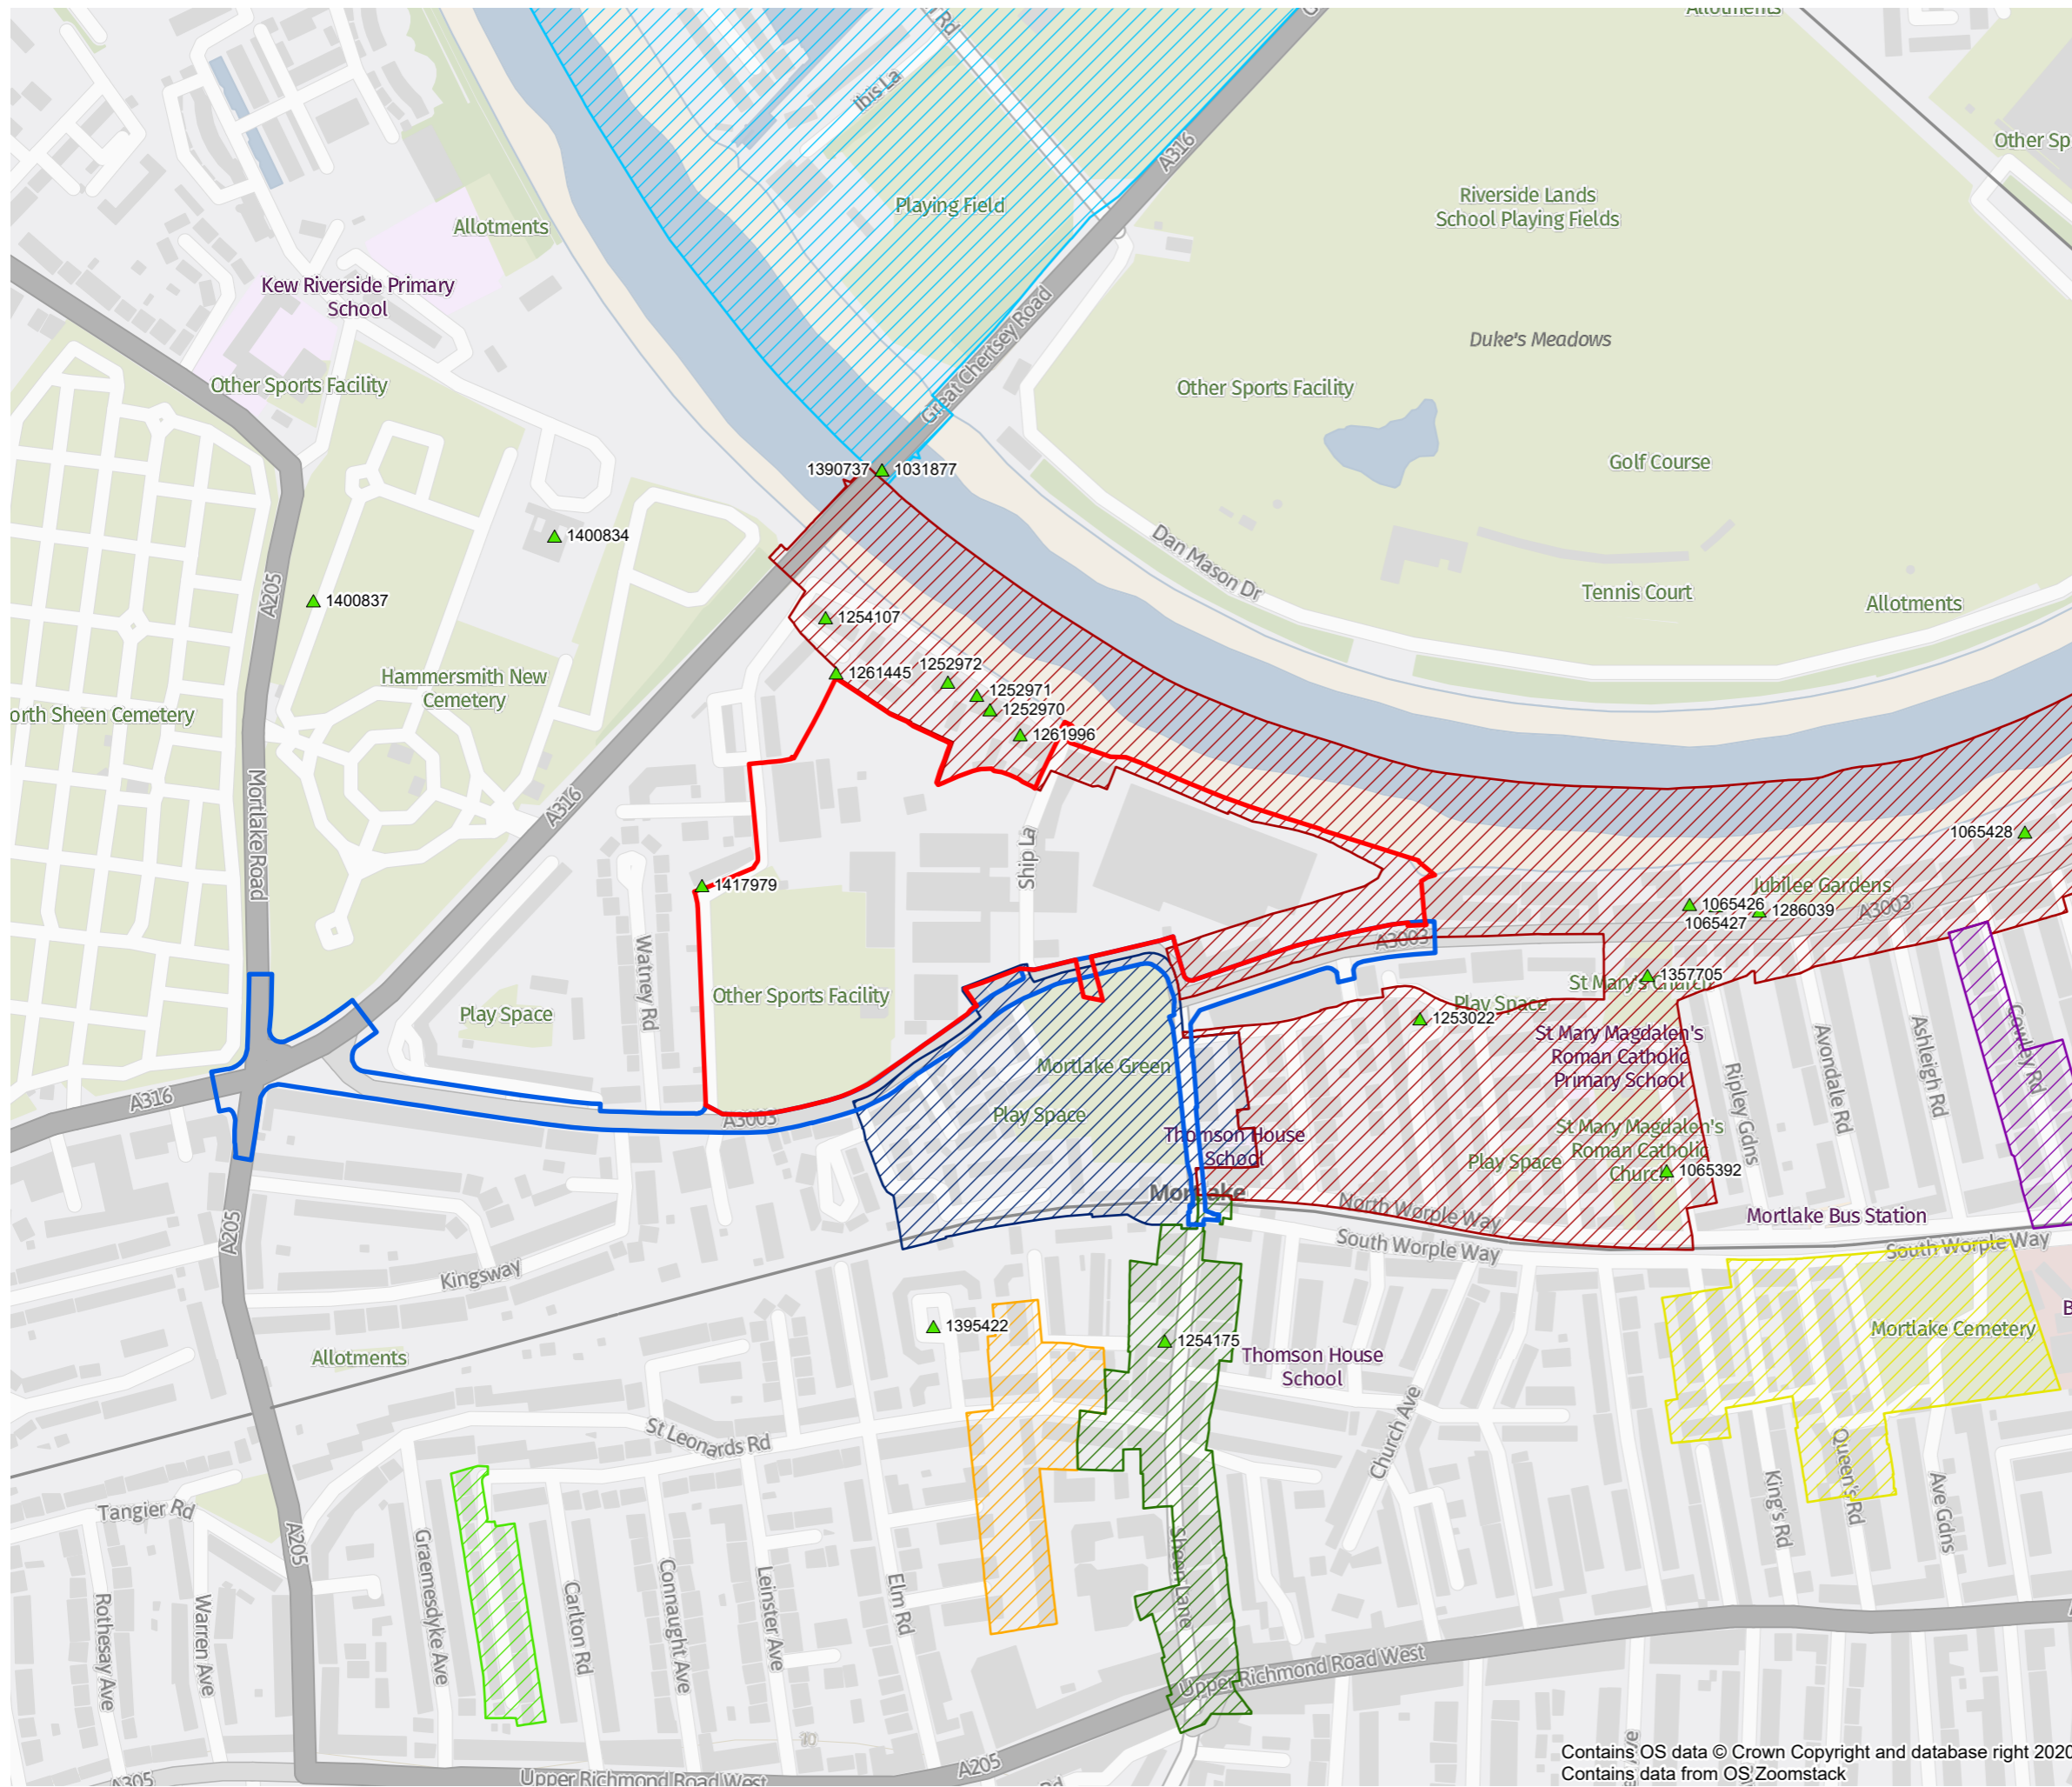 Allotments
Rd
Ibis La
A316
Other Sp
Riverside Lands
School Playing Fields
Playing Field
Allotments
Kew Riverside Primary
School
Duke's Meadows
Great Chertsey Road
Other Sports Facility
Other Sports Facility
Golf Course
1390737
1031877
1400834
Dan Mason Dr
A205
1400837
Tennis Court
Allotments
1254107
1252972
1261445
1252971
Hammersmith New
Cemetery
1252970
orth Sheen Cemetery
1261996
A316
Mortlake Road
1065428
Ship La
1417979
Jubilee Gardens
1065426
1286039
A3003
1065427
A3003
Watney Rd
1357705
St Mary's Church
Other Sports Facility
Play Space
Play Space
1253022
St Mary Magdalen's
Roman Catholic
Primary School
Cowley Rd
Ashleigh Rd
Avondale Rd
Ripley Gdns
Mortlake Green
A316
A3003
Play Space
St Mary Magdalen's
Roman Catholic
Church
Thomson House
School
Play Space
1065392
Mortlake
North Worple Way
Mortlake Bus Station
A205
South Worple Way
South Worple Way
Kingsway
B
1395422
1254175
Mortlake Cemetery
Thomson House
School
Allotments
Church Ave
St Leonards Rd
Queen's Rd
King's Rd
Ave Gdns
Tangier Rd
A205
Graemesdyke Ave
Sheen Lane
Carlton Rd
Connaught Ave
Leinster Ave
Elm Rd
Rothesay Ave
Warren Ave
Upper Richmond Road West
A205
A305
Upper Richmond Road West
Rd
Contains OS data © Crown Copyright and database right 2020
Contains data from OS Zoomstack